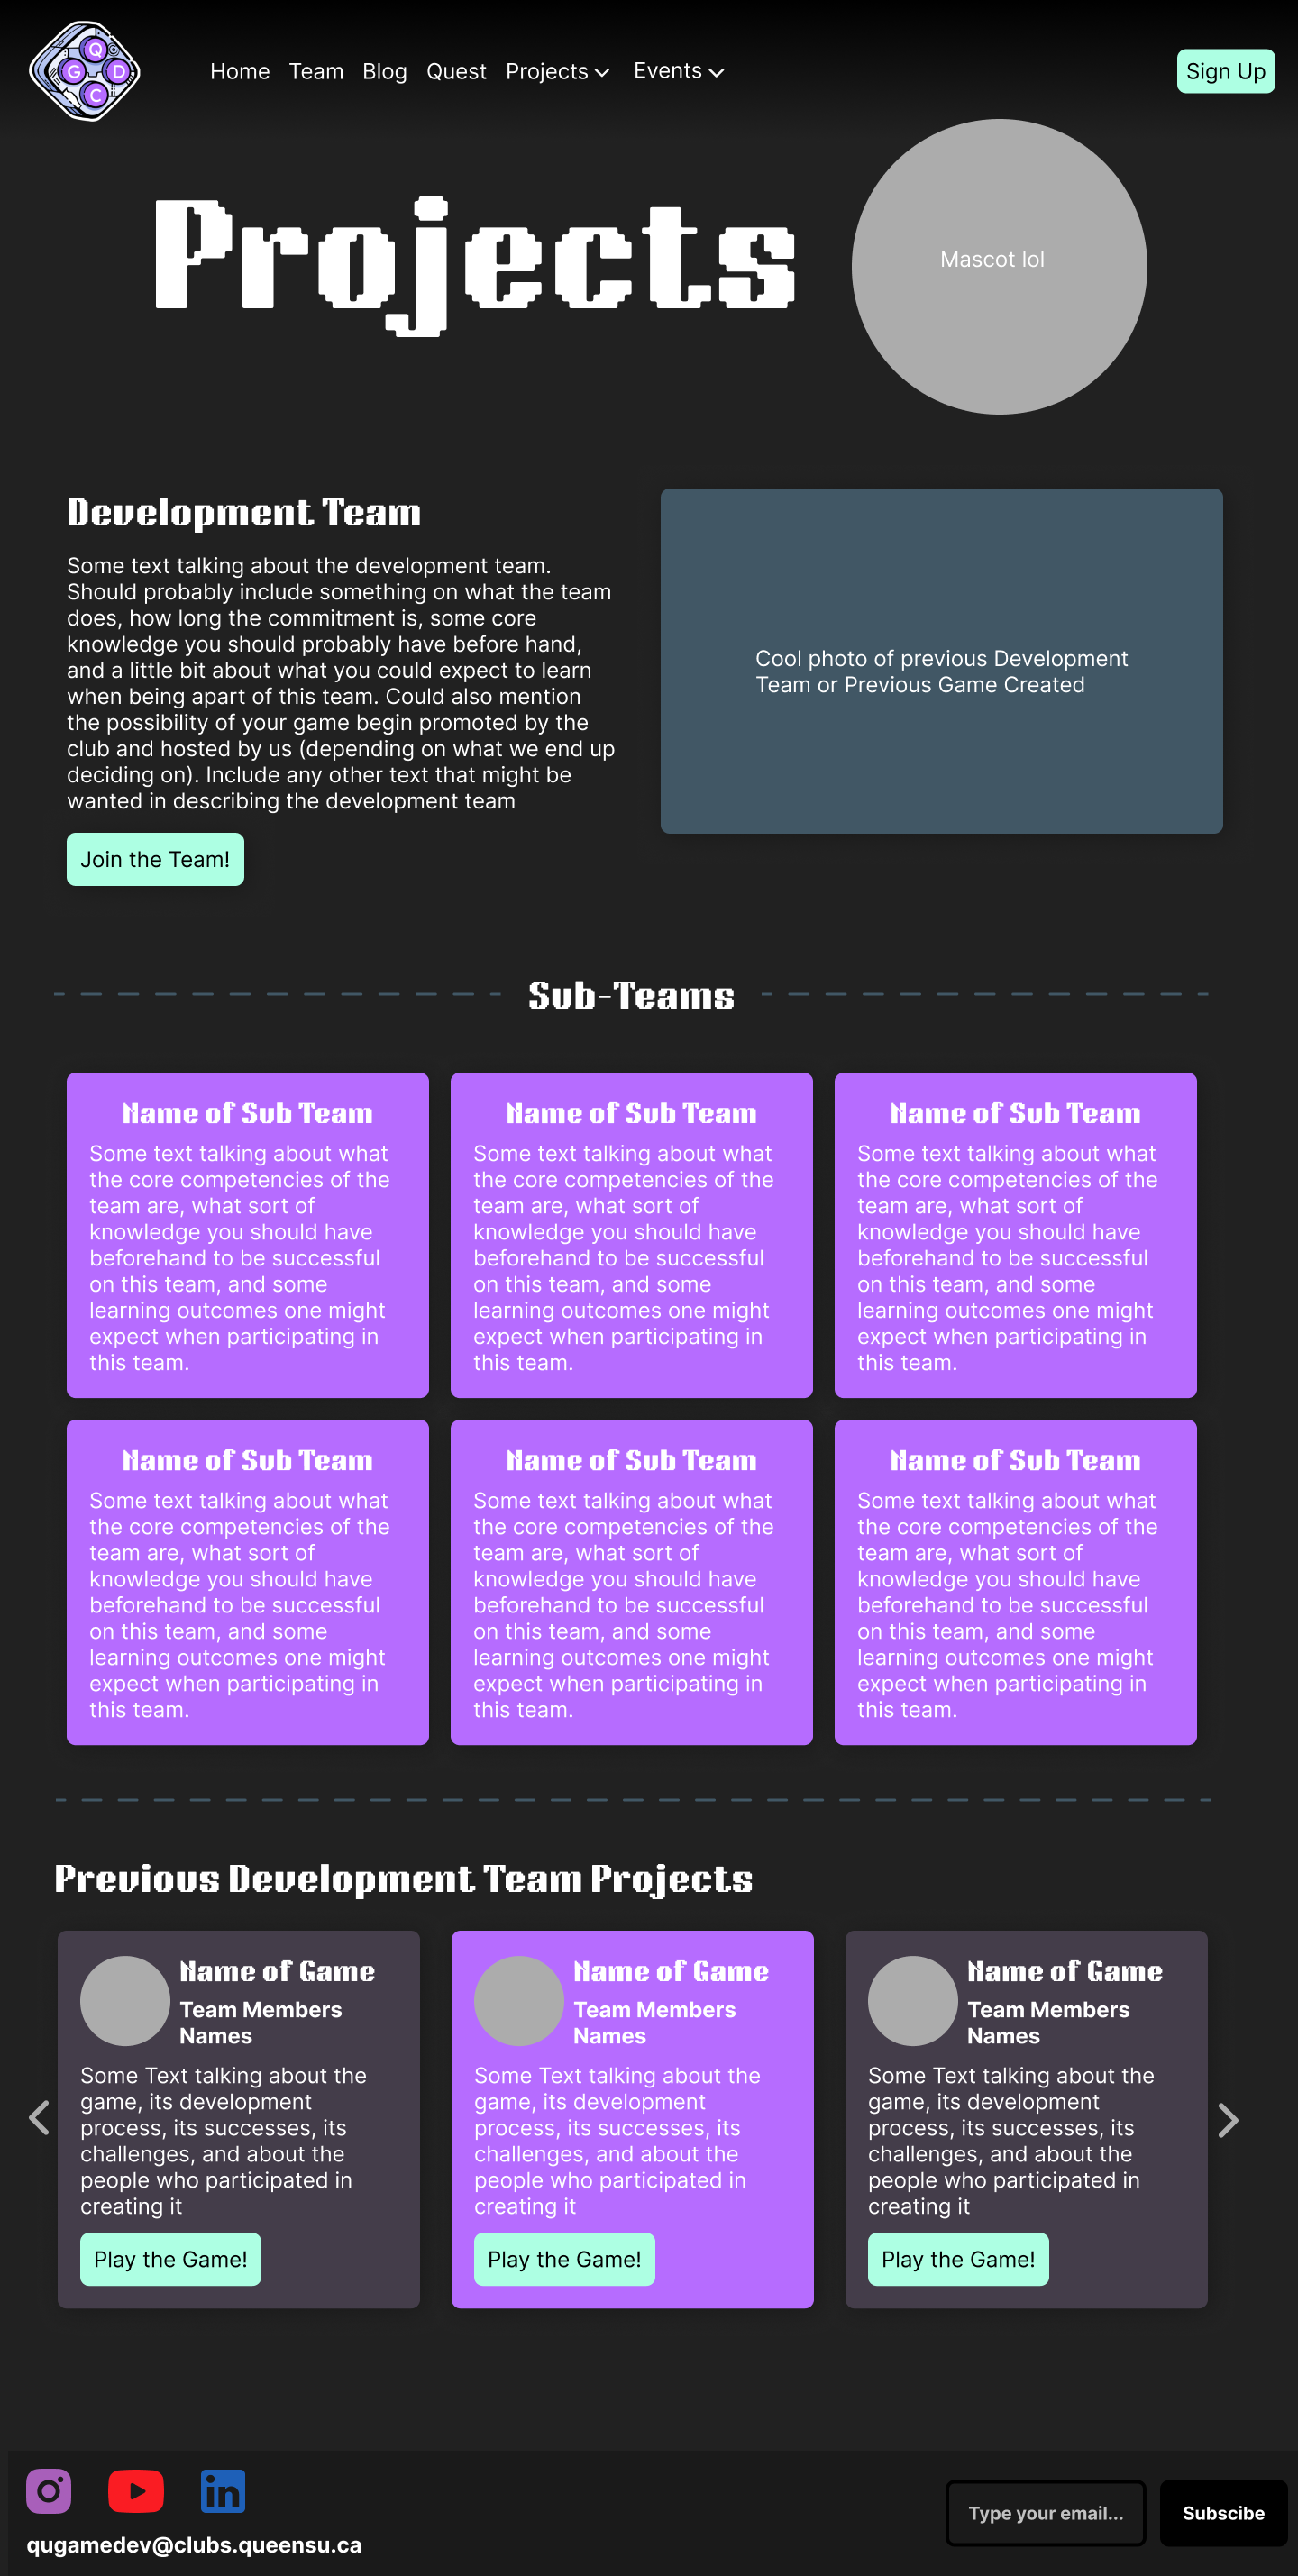 Q
G D
C
Home Team Blog Quest Projects Events Sign Up
Projects
Mascot lol
Development Team
Some text talking about the development team.
Should probably include something on what the team
does, how long the commitment is, some core
knowledge you should probably have before hand,
and a little bit about what you could expect to learn
when being apart of this team. Could also mention
the possibility of your game begin promoted by the
club and hosted by us (depending on what we end up
deciding on). Include any other text that might be
wanted in describing the development team
Join the Team!
Cool photo of previous Development
Team or Previous Game Created
Sub-Teams
Name of Sub Team
Some text talking about what
the core competencies of the
team are, what sort of
knowledge you should have
beforehand to be successful
on this team, and some
learning outcomes one might
expect when participating in
this team.
Name of Sub Team
Some text talking about what
the core competencies of the
team are, what sort of
knowledge you should have
beforehand to be successful
on this team, and some
learning outcomes one might
expect when participating in
this team.
Name of Sub Team
Some text talking about what
the core competencies of the
team are, what sort of
knowledge you should have
beforehand to be successful
on this team, and some
learning outcomes one might
expect when participating in
this team.
Name of Sub Team
Some text talking about what
the core competencies of the
team are, what sort of
knowledge you should have
beforehand to be successful
on this team, and some
learning outcomes one might
expect when participating in
this team.
Name of Sub Team
Some text talking about what
the core competencies of the
team are, what sort of
knowledge you should have
beforehand to be successful
on this team, and some
learning outcomes one might
expect when participating in
this team.
Name of Sub Team
Some text talking about what
the core competencies of the
team are, what sort of
knowledge you should have
beforehand to be successful
on this team, and some
learning outcomes one might
expect when participating in
this team.
Previous Development Team Projects
Name of Game
Team Members
Names
Some Text talking about the
game, its development
process, its successes, its
challenges, and about the
people who participated in
creating it
Play the Game!
Name of Game
Team Members
Names
Some Text talking about the
game, its development
process, its successes, its
challenges, and about the
people who participated in
creating it
Play the Game!
Name of Game
Team Members
Names
Some Text talking about the
game, its development
process, its successes, its
challenges, and about the
people who participated in
creating it
Play the Game!
in
qugamedev@clubs.queensu.ca
Type your email...
Subscibe